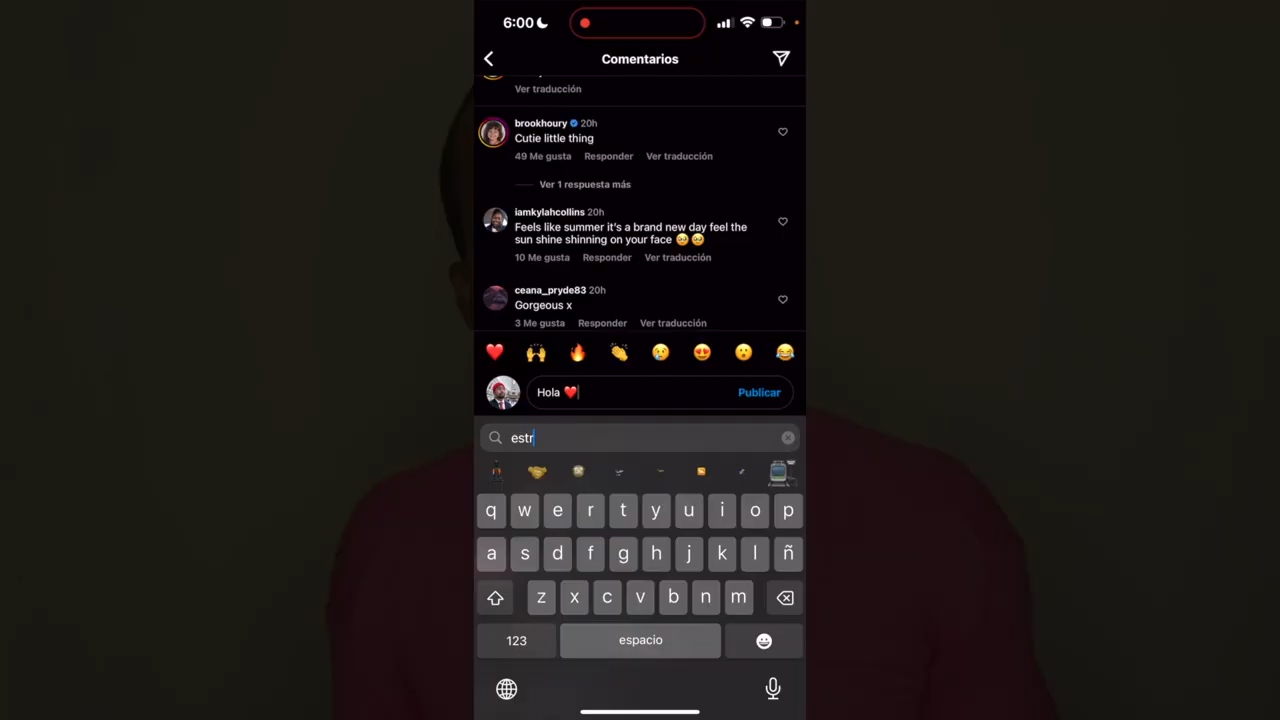 6:00
Comentarios
Ver traducción
brookhoury 20h
Cutie little thing
49 Me gusta Responder Ver traducción
Ver 1 respuesta más
iamkylahcollins 20h
Feels like summer it’s a brand new day feel the
sun shine shinning on your face 🥹🥹
10 Me gusta Responder Ver traducción
ceana_pryde83 20h
Gorgeous x
3 Me gusta Responder Ver traducción
Hola ❤️ Publicar
estr
q w e r t y u i o p
a s d f g h j k l ñ
z x c v b n m
123 espacio